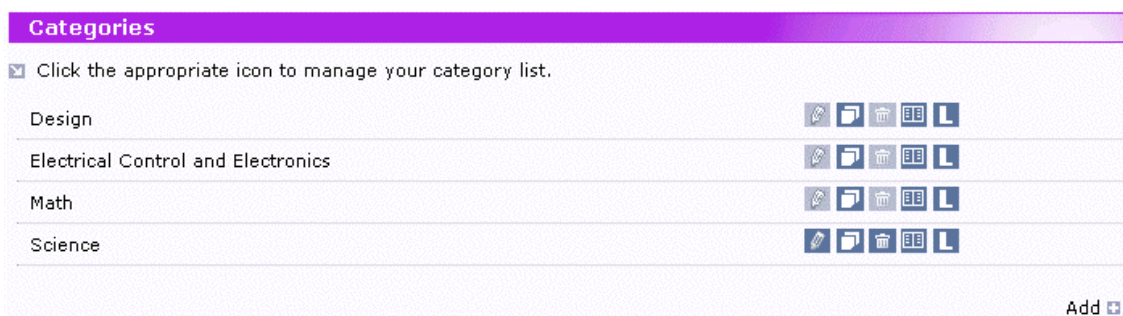 Categories
Click the appropriate icon to manage your category list.
Design
L
Electrical Control and Electronics
L
Math
L
Science
L
Add